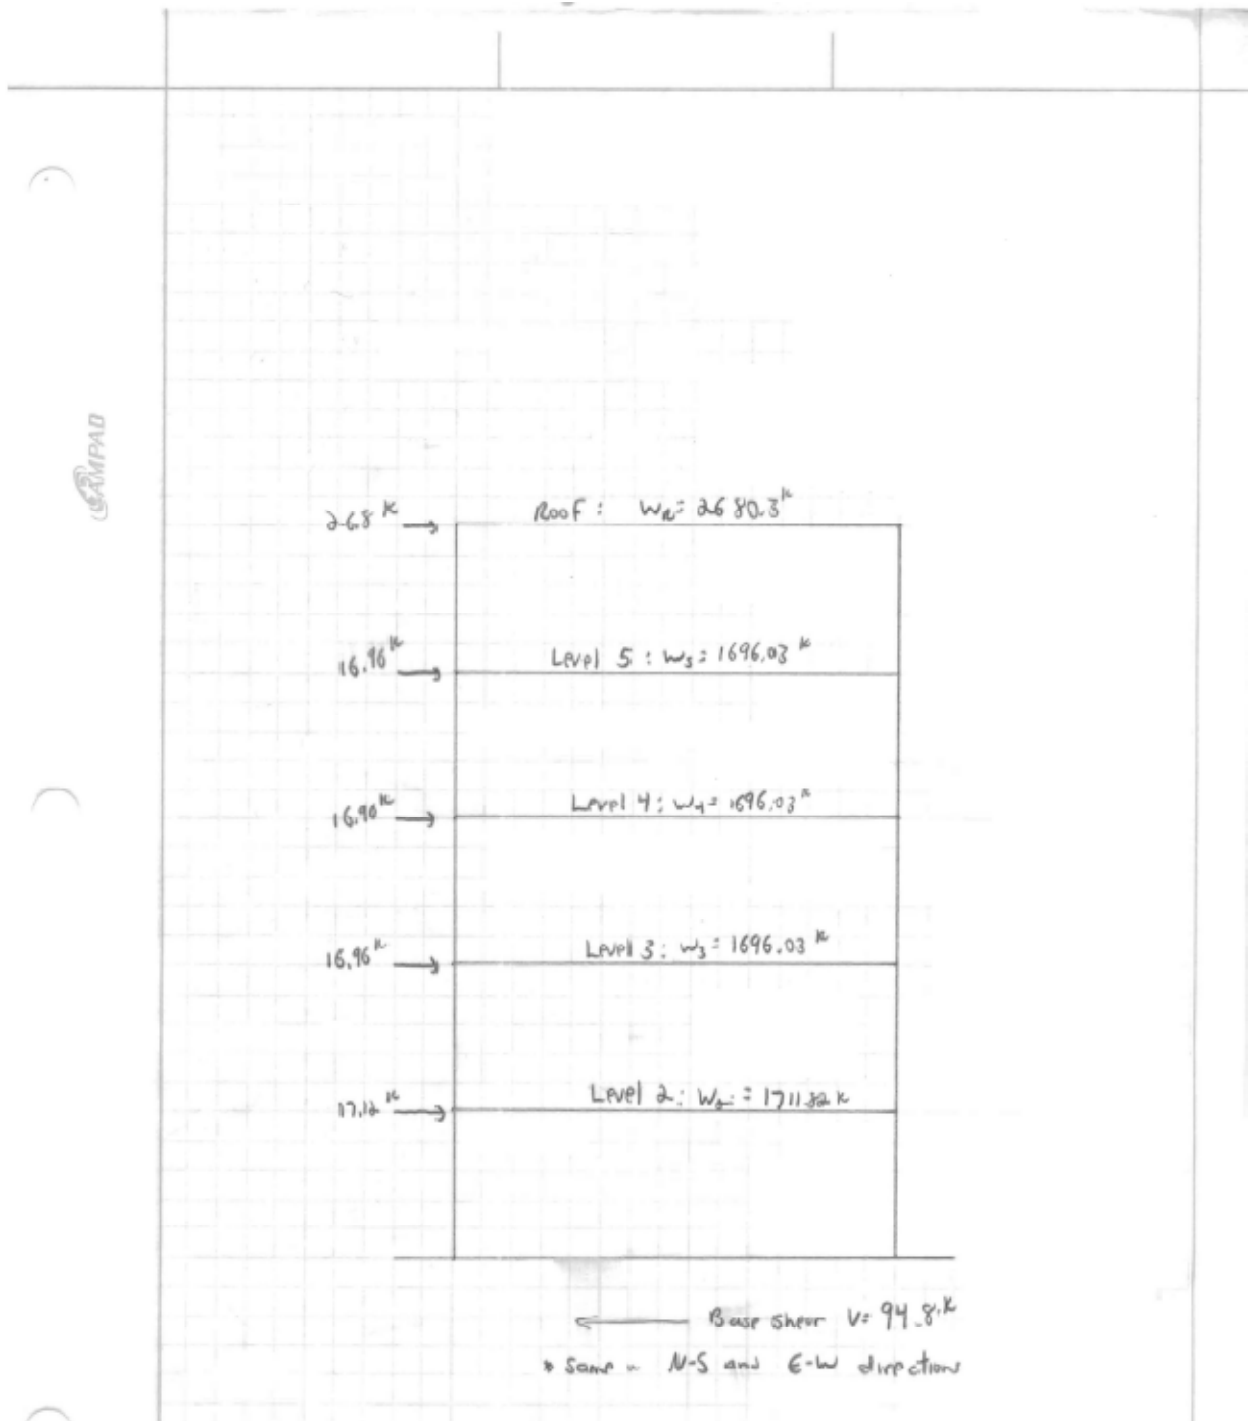 26.8 k Roof : WR = 2680.3 k
16.96 k Level 5 : w5 = 1696.03 k
16.90 k Level 4 : w4 = 1696.03 k
16.96 k Level 3 : w3 = 1696.03 k
17.12 k Level 2 : W2 = 1711.82 k
Base shear V = 94.8 k
* Same in N-S and E-W directions
AMPAD